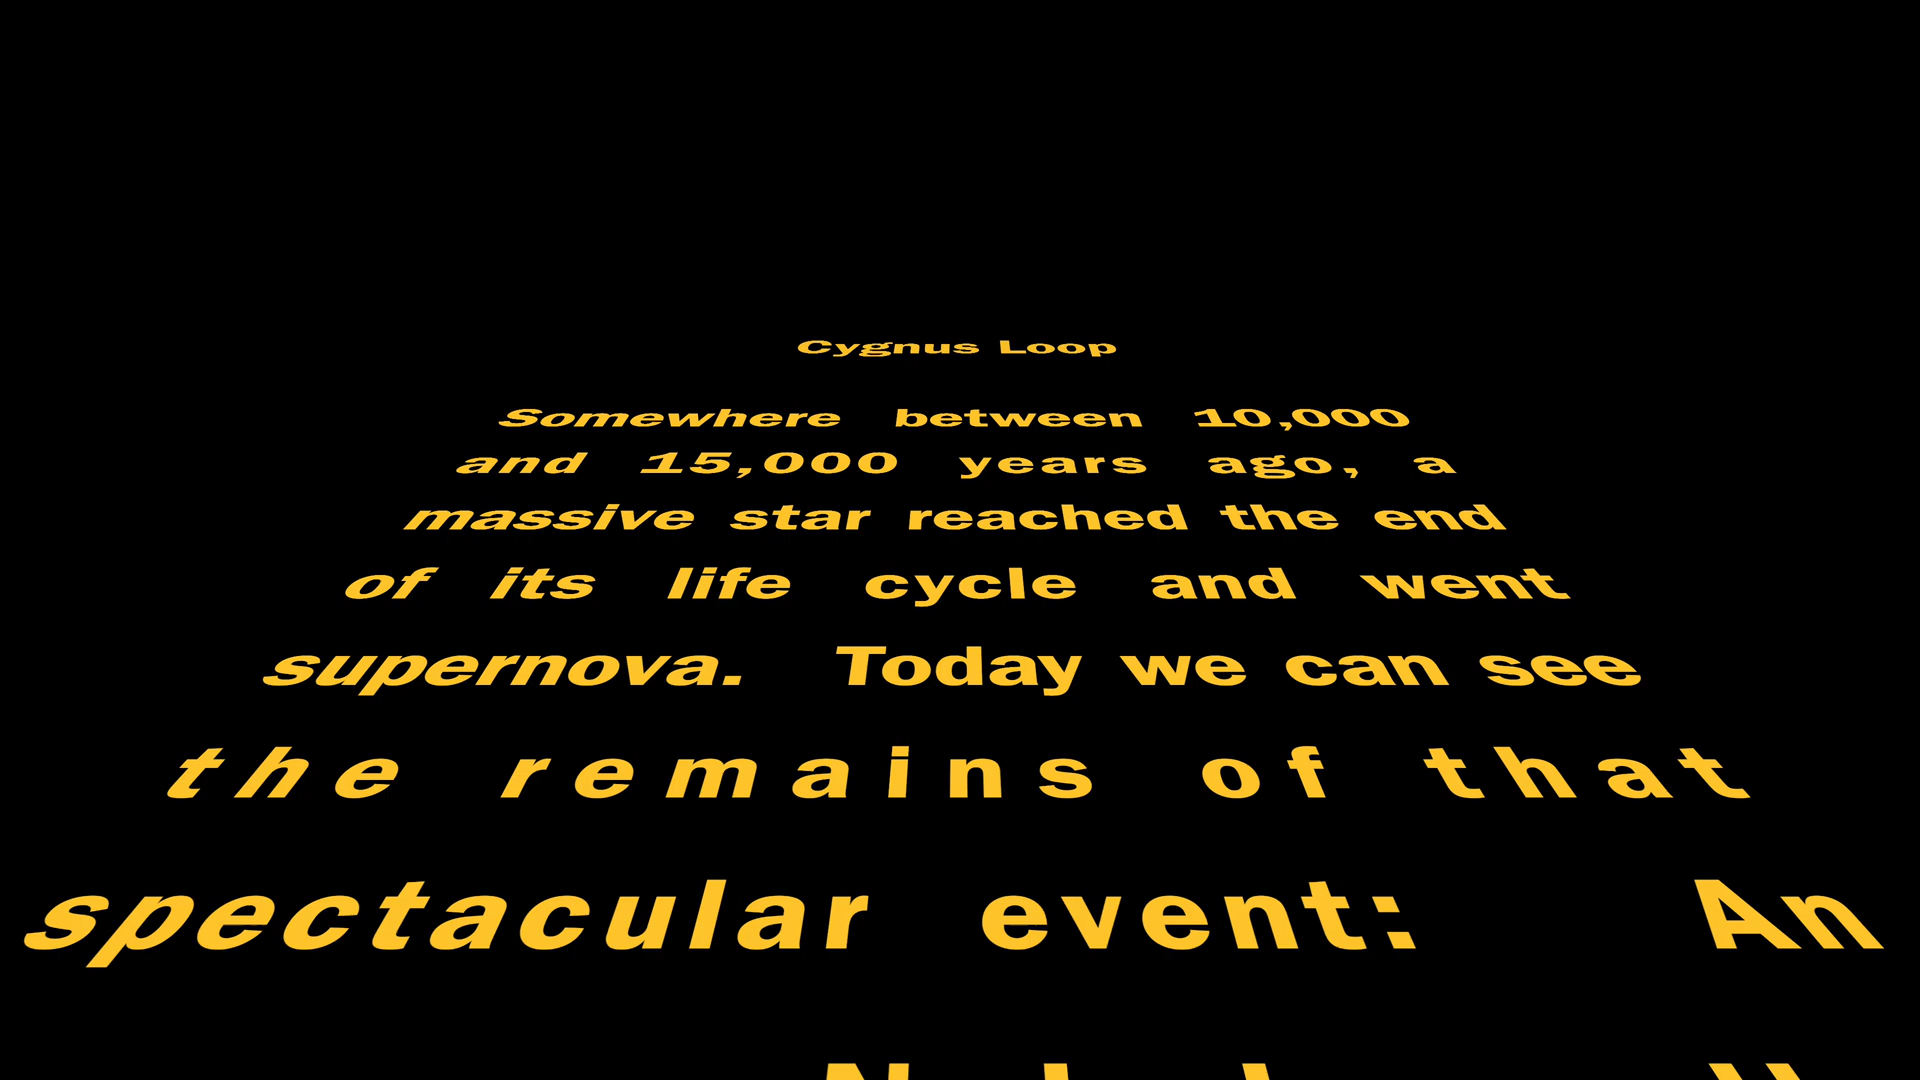 Cygnus Loop
Somewhere between 10,000
and 15,000 years ago, a
massive star reached the end
of its life cycle and went
supernova. Today we can see
the remains of that
spectacular event: An